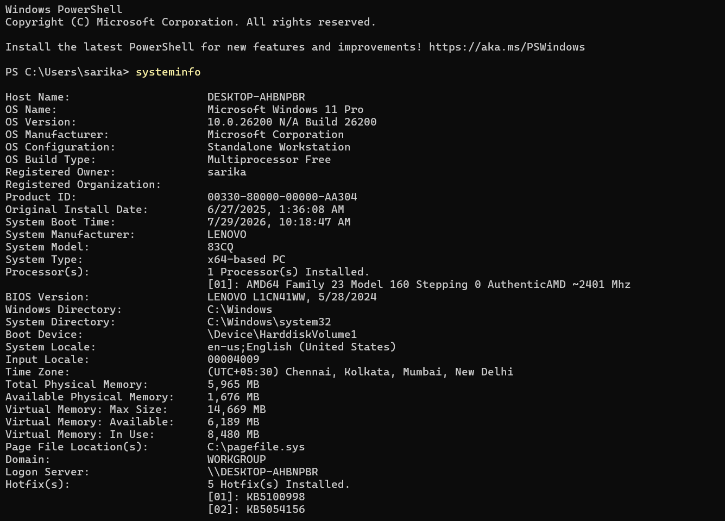 Windows PowerShell
Copyright (C) Microsoft Corporation. All rights reserved.
Install the latest PowerShell for new features and improvements! https://aka.ms/PSWindows
PS C:\Users\sarika> systeminfo
Host Name: DESKTOP-AHBNPBR
OS Name: Microsoft Windows 11 Pro
OS Version: 10.0.26200 N/A Build 26200
OS Manufacturer: Microsoft Corporation
OS Configuration: Standalone Workstation
OS Build Type: Multiprocessor Free
Registered Owner: sarika
Registered Organization:
Product ID: 00330-80000-00000-AA304
Original Install Date: 6/27/2025, 1:36:08 AM
System Boot Time: 7/29/2026, 10:18:47 AM
System Manufacturer: LENOVO
System Model: 83CQ
System Type: x64-based PC
Processor(s): 1 Processor(s) Installed.
[01]: AMD64 Family 23 Model 160 Stepping 0 AuthenticAMD ~2401 Mhz
BIOS Version: LENOVO L1CN41WW, 5/28/2024
Windows Directory: C:\Windows
System Directory: C:\Windows\system32
Boot Device: \Device\HarddiskVolume1
System Locale: en-us;English (United States)
Input Locale: 00004009
Time Zone: (UTC+05:30) Chennai, Kolkata, Mumbai, New Delhi
Total Physical Memory: 5,965 MB
Available Physical Memory: 1,676 MB
Virtual Memory: Max Size: 14,669 MB
Virtual Memory: Available: 6,189 MB
Virtual Memory: In Use: 8,480 MB
Page File Location(s): C:\pagefile.sys
Domain: WORKGROUP
Logon Server: \\DESKTOP-AHBNPBR
Hotfix(s): 5 Hotfix(s) Installed.
[01]: KB5100998
[02]: KB5054156